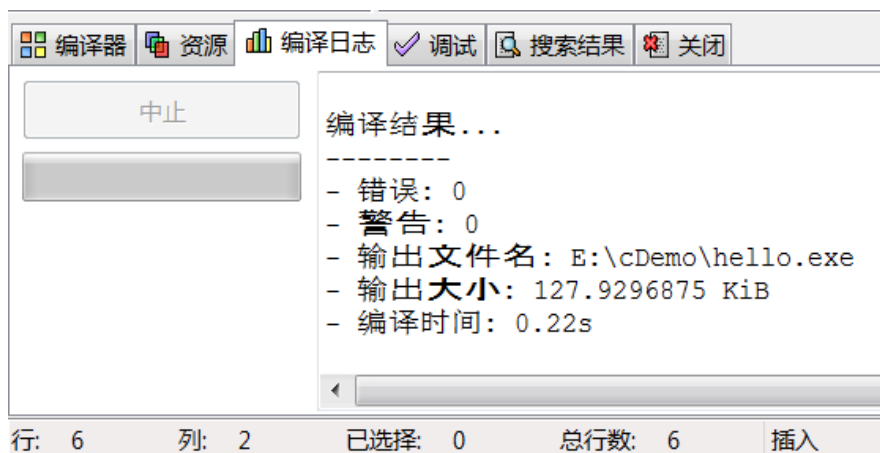 编译器 资源 编译日志 调试 搜索结果 关闭
中止
编译结果...
--------
- 错误: 0
- 警告: 0
- 输出文件名: E:\cDemo\hello.exe
- 输出大小: 127.9296875 KiB
- 编译时间: 0.22s
行: 6 列: 2 已选择: 0 总行数: 6 插入